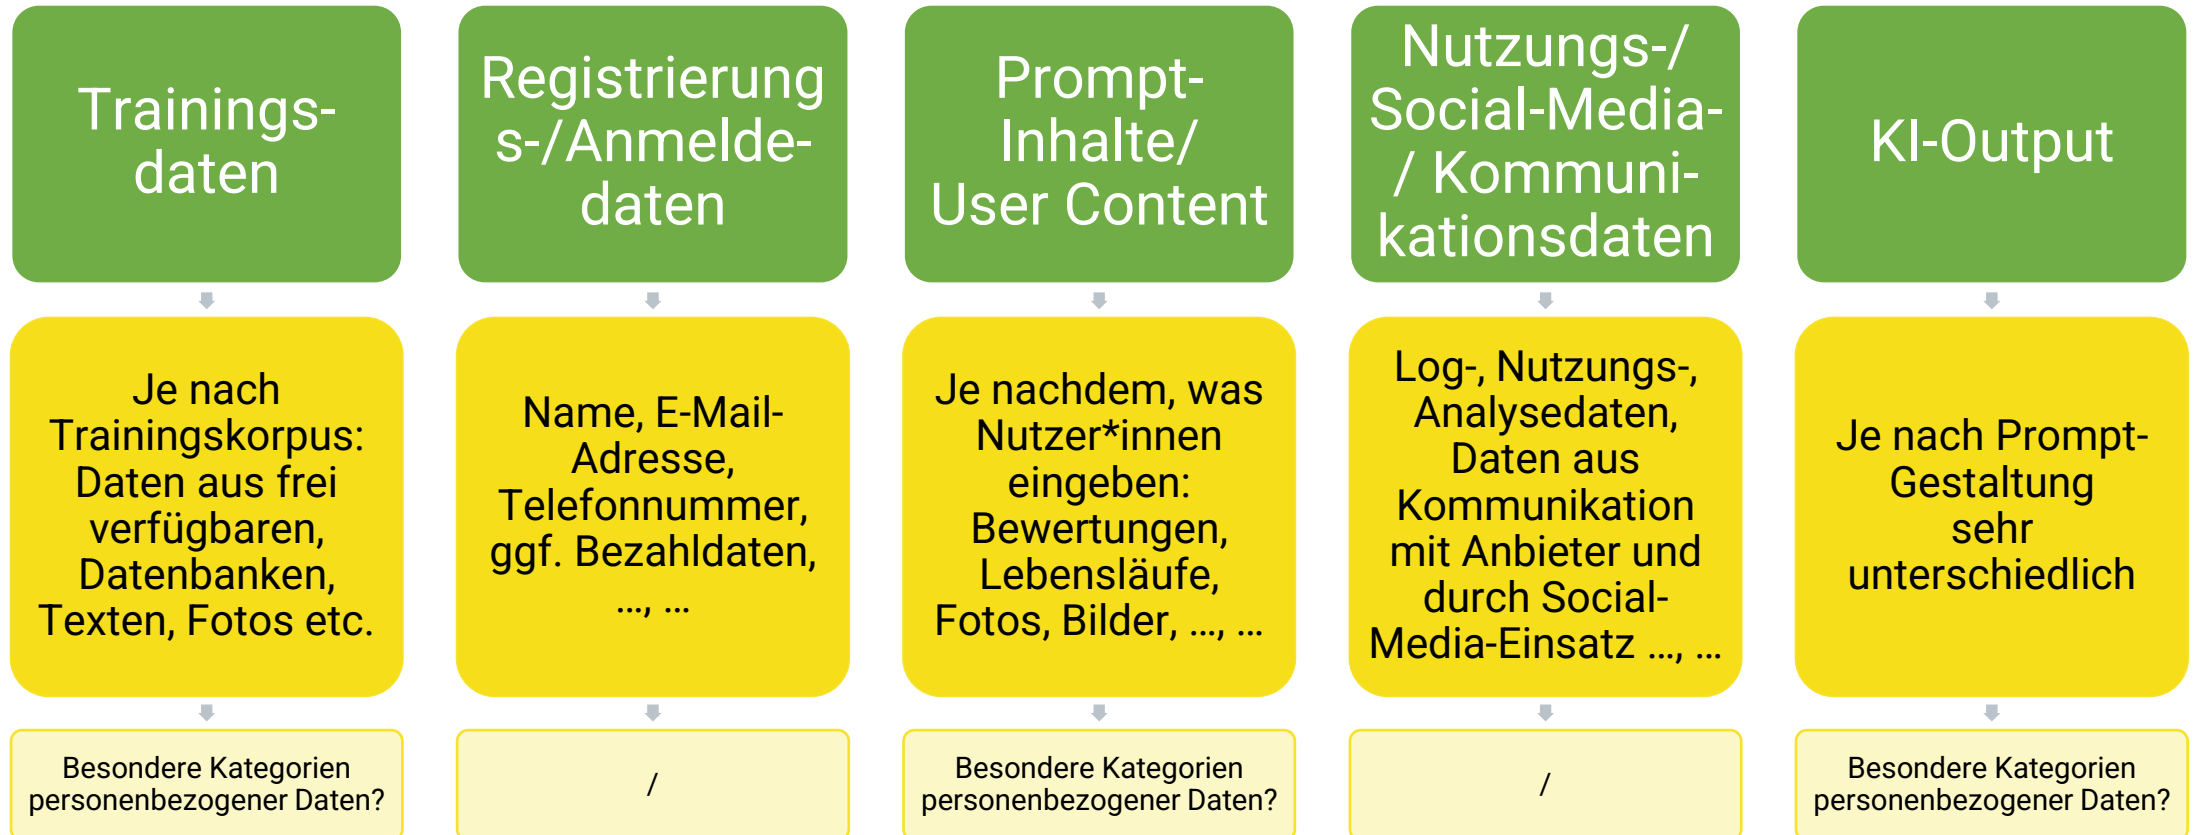 Trainings-
daten
Je nach
Trainingskorpus:
Daten aus frei
verfügbaren,
Datenbanken,
Texten, Fotos etc.
Besondere Kategorien
personenbezogener Daten?
Registrierung
s-/Anmelde-
daten
Name, E-Mail-
Adresse,
Telefonnummer,
ggf. Bezahldaten,
…, …
/
Prompt-
Inhalte/
User Content
Je nachdem, was
Nutzer*innen
eingeben:
Bewertungen,
Lebensläufe,
Fotos, Bilder, …, …
Besondere Kategorien
personenbezogener Daten?
Nutzungs-/
Social-Media-
/ Kommuni-
kationsdaten
Log-, Nutzungs-,
Analysedaten,
Daten aus
Kommunikation
mit Anbieter und
durch Social-
Media-Einsatz …, …
/
KI-Output
Je nach Prompt-
Gestaltung
sehr
unterschiedlich
Besondere Kategorien
personenbezogener Daten?